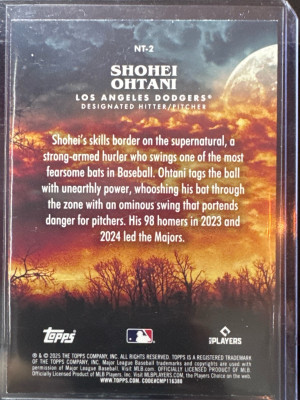 NT-2
SHOHEI
OHTANI
LOS ANGELES DODGERS®
DESIGNATED HITTER/PITCHER
Shohei's skills border on the supernatural, a
strong-armed hurler who swings one of the most
fearsome bats in Baseball. Ohtani tags the ball
with unearthly power, whooshing his bat through
the zone with an ominous swing that portends
danger for pitchers. His 98 homers in 2023 and
2024 led the Majors.
Topps
PLAYERS
® & © 2025 THE TOPPS COMPANY, INC. ALL RIGHTS RESERVED. TOPPS IS A REGISTERED TRADEMARK
OF THE TOPPS COMPANY, INC. Major League Baseball trademarks and copyrights are used with
permission of Major League Baseball. Visit MLB.com. OFFICIALLY LICENSED PRODUCT OF MLB
Officially Licensed Product of MLB Players, Inc. Visit MLBPLAYERS.COM, the Players Choice on the web.
WWW.TOPPS.COM. CODE#CMP116388